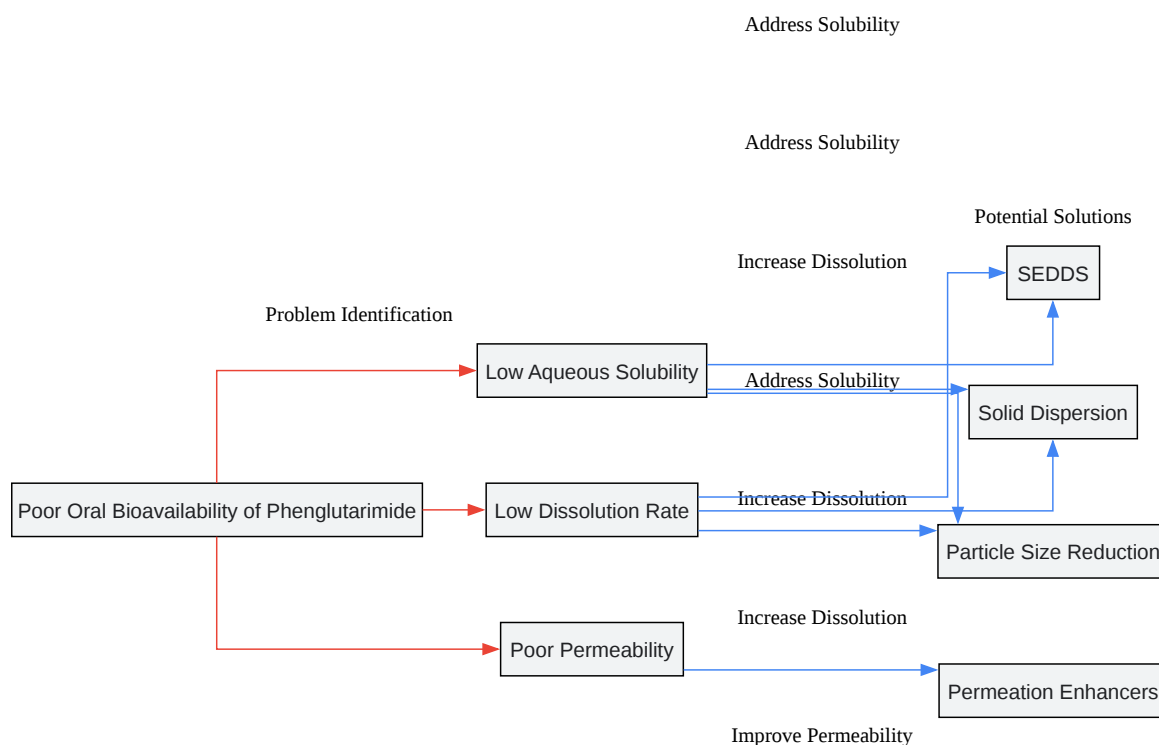 Address Solubility
Address Solubility
Potential Solutions
Increase Dissolution
SEDDS
Problem Identification
Low Aqueous Solubility
Address Solubility
Solid Dispersion
Poor Oral Bioavailability of Phenglutarimide
Low Dissolution Rate
Increase Dissolution
Particle Size Reduction
Increase Dissolution
Poor Permeability
Permeation Enhancers
Improve Permeability